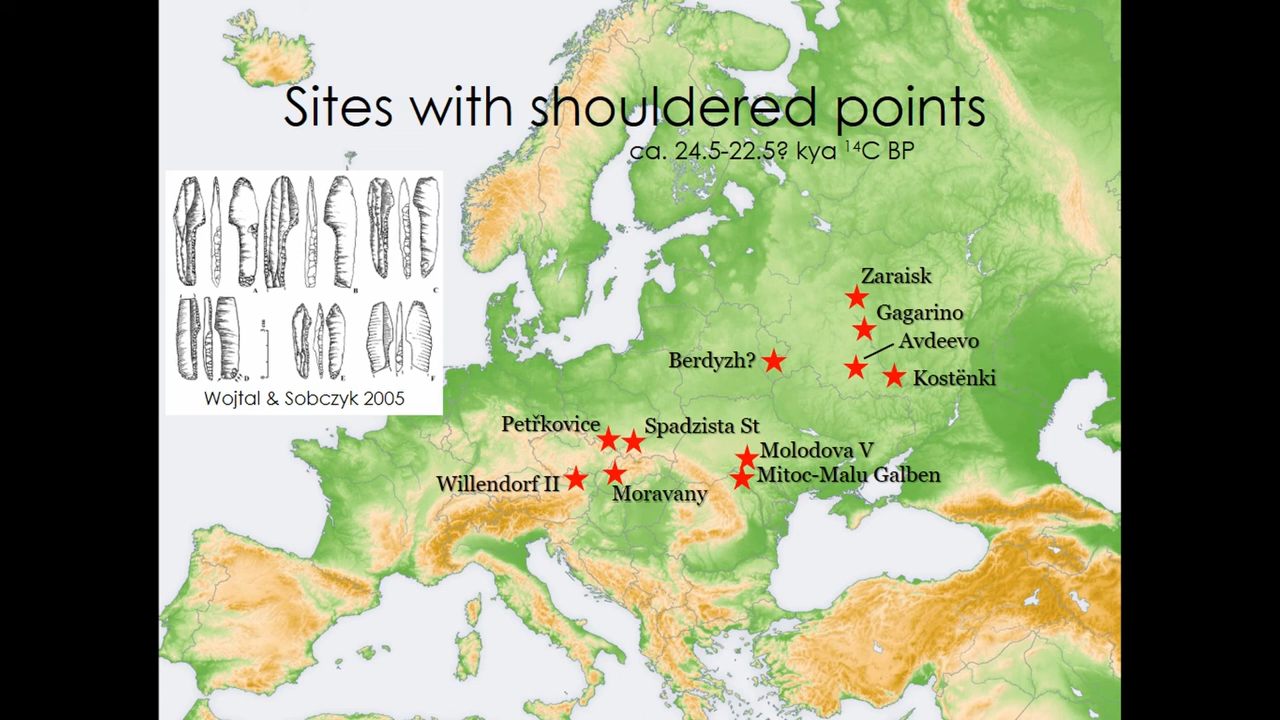 Sites with shouldered points
ca. 24.5-22.5? kya ¹⁴C BP
A
B
C
D
E
F
Wojtal & Sobczyk 2005
Zaraisk
Gagarino
Avdeevo
Berdyzh?
Kostënki
Petřkovice
Spadzista St
Molodova V
Mitoc-Malu Galben
Willendorf II
Moravany